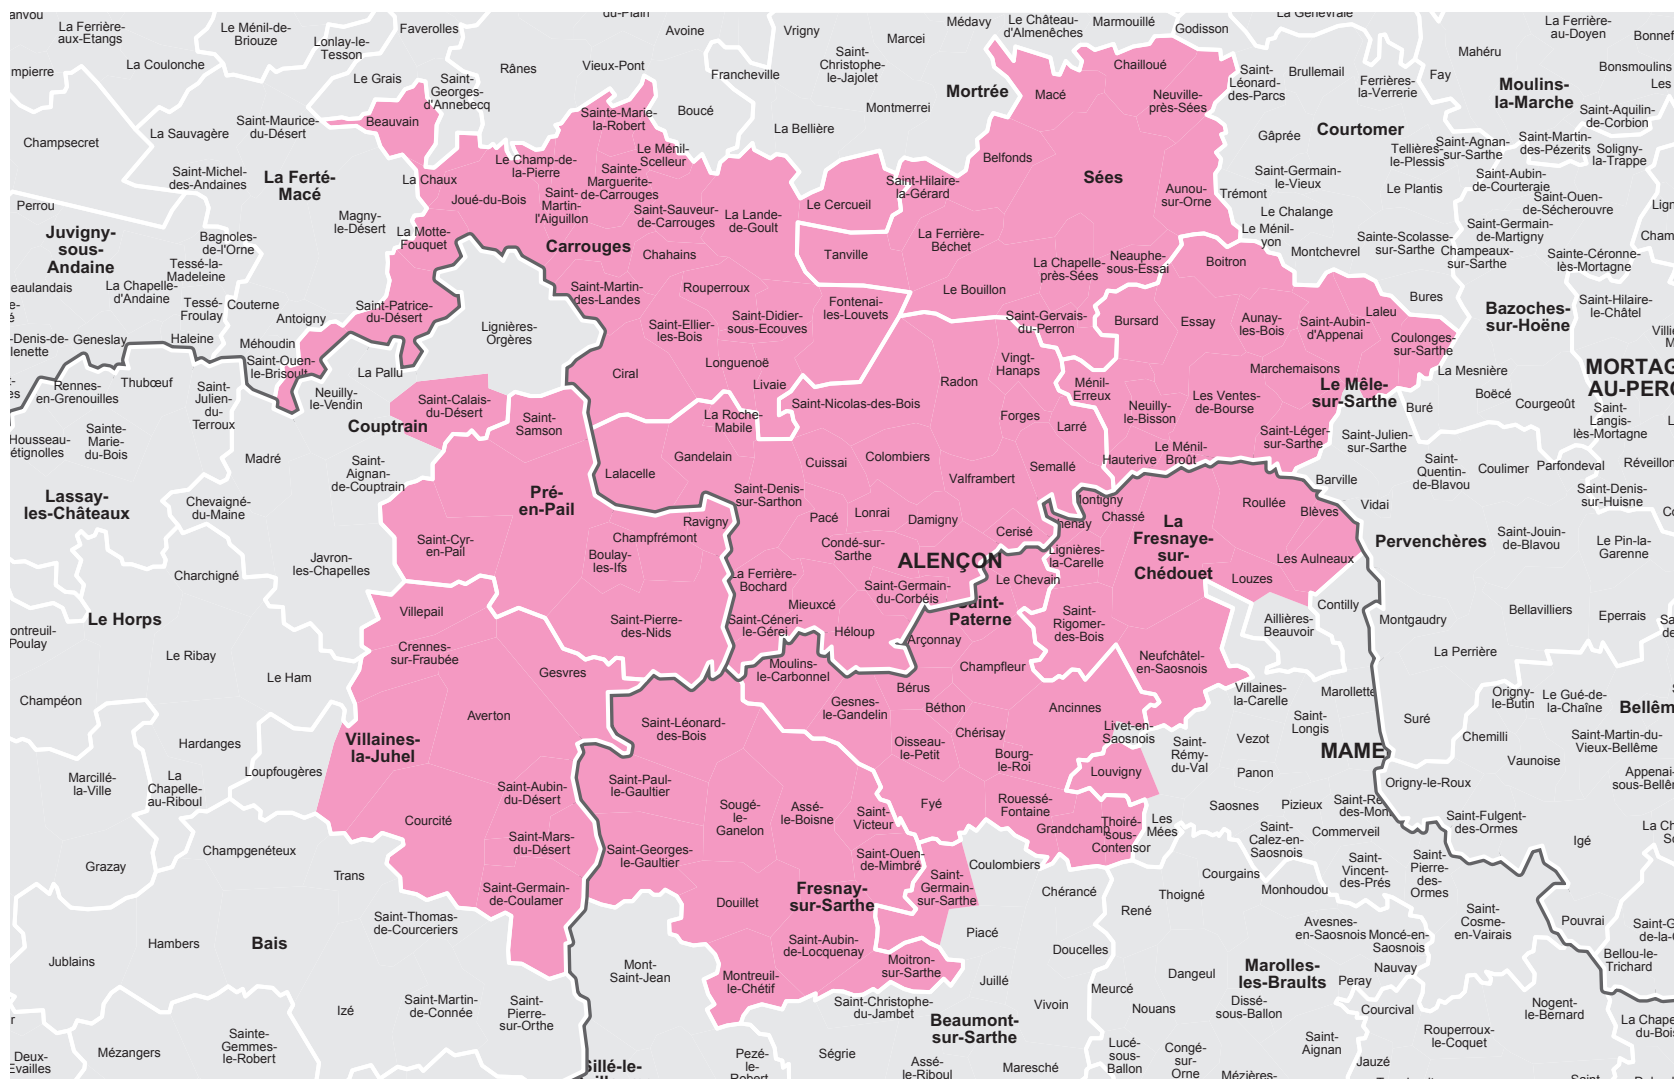 La Ferrière-
aux-Etangs
Le Ménil-de-
Briouze
Lonlay-le-
Tesson
Faverolles
du-Plain
Avoine
Vrigny
Marcei
Médavy
Le Château-
d'Almenêches
Marmouillé
Godisson
La Genevraie
La Ferrière-
au-Doyen
Mahéru
La Coulonche
Le Grais
Saint-
Georges-
d'Annebecq
Rânes
Vieux-Pont
Francheville
Boucé
Saint-
Christophe-
le-Jajolet
Montmerrei
La Bellière
Mortrée
Macé
Chailloué
Neuville-
près-Sées
Saint-
Léonard-
des-Parcs
Brullemail
Ferrières-
la-Verrerie
Fay
Moulins-
la-Marche
Bonsmoulins
Les
Saint-Aquilin-
de-Corbion
Champsecret
La Sauvagère
Saint-Maurice-
du-Désert
Beauvain
Sainte-Marie-
la-Robert
Gâprée
Courtomer
Tellières-
le-Plessis
Saint-Agnan-
sur-Sarthe
Saint-Martin-
des-Pézerits
Soligny-
la-Trappe
Saint-Michel-
des-Andaines
La Ferté-
Macé
La Chaux
Le Champ-de-
la-Pierre
Le Ménil-
Scelleur
Joué-du-Bois
Saint-
Martin-
l'Aiguillon
Sainte-
Marguerite-
de-Carrouges
Saint-Sauveur-
de-Carrouges
La Lande-
de-Goult
Le Cercueil
Saint-Hilaire-
la-Gérard
Belfonds
Sées
Aunou-
sur-Orne
Trémont
Saint-Germain-
le-Vieux
Le Plantis
Saint-Aubin-
de-Courteraie
Saint-Ouen-
de-Sécherouvre
Perrou
Juvigny-
sous-
Andaine
Bagnoles-
de-l'Orne
Tessé-la-
Madeleine
Magny-
le-Désert
La Motte-
Fouquet
Carrouges
Chahains
Tanville
La Ferrière-
Béchet
La Chapelle-
près-Sées
Neauphe-
sous-Essai
Boitron
Le Chalange
Le Ménil-
yon
Montchevrel
Sainte-Scolasse-
sur-Sarthe
Saint-Germain-
de-Martigny
Champeaux-
sur-Sarthe
Sainte-Céronne-
lès-Mortagne
La Chapelle-
d'Andaine
Tessé-
Froulay
Couterne
Antoigny
Haleine
Geneslay
Méhoudin
Saint-Patrice-
du-Désert
Lignières-
Orgères
Saint-Martin-
des-Landes
Rouperroux
Saint-Ellier-
les-Bois
Saint-Didier-
sous-Ecouves
Fontenai-
les-Louvets
Le Bouillon
Saint-Gervais-
du-Perron
Bursard
Essay
Aunay-
les-Bois
Saint-Aubin-
d'Appenai
Laleu
Bures
Coulonges-
sur-Sarthe
Bazoches-
sur-Hoëne
Saint-Hilaire-
le-Châtel
Saint-Ouen-
le-Brisoult
La Pallu
Neuilly-
le-Vendin
Longuenoë
Ciral
Livaie
Radon
Vingt-
Hanaps
Ménil-
Erreux
Marchemaisons
Le Mêle-
sur-Sarthe
La Mesnière
Boëcé
Courgeoût
Rennes-
en-Grenouilles
Thubœuf
Saint-
Julien-
du-
Terroux
Saint-Calais-
du-Désert
Couptrain
Saint-
Samson
Saint-Nicolas-des-Bois
La Roche-
Mabile
Forges
Larré
Neuilly-
le-Bisson
Les Ventes-
de-Bourse
Buré
Saint-Léger-
sur-Sarthe
Saint-Julien-
sur-Sarthe
Saint-
Langis-
lès-Mortagne
Sainte-
Marie-
du-Bois
Madré
Saint-
Aignan-
de-Couptrain
Gandelain
Lalacelle
Cuissai
Colombiers
Valframbert
Semallé
Hauterive
Le Ménil-
Broût
Barville
Saint-
Quentin-
de-Blavou
Coulimer
Parfondeval
Réveillon
Lassay-
les-Châteaux
Chevaigné-
du-Maine
Pré-
en-Pail
Ravigny
Saint-Denis-
sur-Sarthon
Pacé
Lonrai
Damigny
Cerisé
Chassé
La
Fresnaye-
sur-
Chédouet
Roullée
Blèves
Vidai
Saint-Denis-
sur-Huisne
Javron-
les-Chapelles
Charchigné
Saint-Cyr-
en-Pail
Champfrémont
Boulay-
les-Ifs
La Ferrière-
Bochard
Condé-sur-
Sarthe
ALENÇON
Saint-Germain-
du-Corbéis
Le Chevain
Lignières-
la-Carelle
Les Aulneaux
Louzes
Pervenchères
Saint-Jouin-
de-Blavou
Le Pin-la-
Garenne
Le Horps
Villepail
Crennes-
sur-Fraubée
Saint-Pierre-
des-Nids
Saint-Céneri-
le-Gérei
Mieuxcé
Héloup
Saint-
Paterne
Arçonnay
Saint-
Rigomer-
des-Bois
Contilly
Aillières-
Beauvoir
Montgaudry
Bellavilliers
Eperrais
Le Ribay
Le Ham
Gesvres
Moulins-
le-Carbonnel
Champfleur
Neufchâtel-
en-Saosnois
La Perrière
Champéon
Averton
Gesnes-
le-Gandelin
Bérus
Béthon
Ancinnes
Villaines-
la-Carelle
Marollette
Origny-
le-Butin
Le Gué-de-
la-Chaîne
Hardanges
Villaines-
la-Juhel
Saint-Léonard-
des-Bois
Oisseau-
le-Petit
Chérisay
Bourg-
le-Roi
Livet-en-
Saosnois
Saint-
Rémy-
du-Val
Vezot
Saint-
Longis
MAME
Suré
Chemilli
Saint-Martin-du-
Vieux-Bellême
Vaunoise
Marcillé-
la-Ville
La
Chapelle-
au-Riboul
Loupfougères
Saint-Aubin-
du-Désert
Saint-Paul-
le-Gaultier
Louvigny
Panon
Origny-le-Roux
Courcité
Saint-Mars-
du-Désert
Sougé-
le-
Ganelon
Assé-
le-Boisne
Saint-
Victeur
Fyé
Rouessé-
Fontaine
Grandchamp
Thoiré-
sous-
Contensor
Les
Mées
Saosnes
Pizieux
Commerveil
Saint-
Calez-en-
Saosnois
Saint-Fulgent-
des-Ormes
Igé
Grazay
Champgenéteux
Trans
Saint-Georges-
le-Gaultier
Saint-Ouen-
de-Mimbré
Coulombiers
Courgains
Saint-
Vincent-
des-Prés
Saint-
Pierre-
des-
Ormes
Saint-Germain-
de-Coulamer
Douillet
Fresnay-
sur-Sarthe
Saint-
Germain-
sur-Sarthe
Chérancé
Thoigné
Monhoudou
René
Saint-
Cosme-
en-Vairais
Pouvrai
Jublains
Hambers
Bais
Saint-Thomas-
de-Courceriers
Saint-Aubin-
de-Locquenay
Piacé
Doucelles
Avesnes-
en-Saosnois
Moncé-en-
Saosnois
Bellou-le-
Trichard
Mont-
Saint-Jean
Montreuil-
le-Chétif
Moitron-
sur-Sarthe
Juillé
Meurcé
Dangeul
Marolles-
les-Braults
Peray
Nauvay
Izé
Saint-Martin-
de-Connée
Saint-
Pierre-
sur-Orthe
Saint-Christophe-
du-Jambet
Vivoin
Nouans
Dissé-
sous-Ballon
Courcival
Nogent-
le-Bernard
Mézangers
Sainte-
Gemmes-
le-Robert
Pezé-
le-
Robert
Ségrie
Beaumont-
sur-Sarthe
Assé-
le-Riboul
Maresché
Lucé-
sous-
Ballon
Congé-
sur-
Orne
Mézières-
Saint-
Aignan
Jauzé
Rouperroux-
le-Coquet